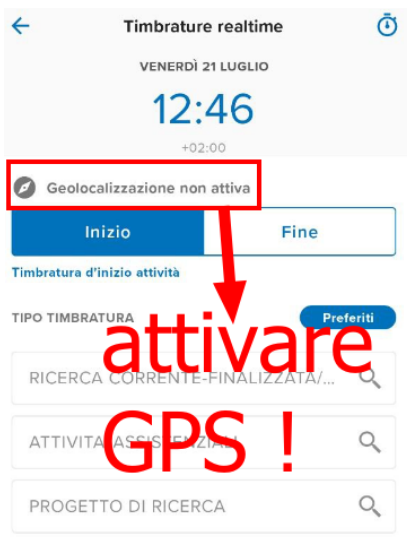 Timbrature realtime
VENERDÌ 21 LUGLIO
12:46
+02:00
Geolocalizzazione non attiva
Inizio
Fine
Timbratura d'inizio attività
TIPO TIMBRATURA
Preferiti
attivare
RICERCA CORRENTE-FINALIZZATA/...
GPS !
ATTIVITA' ASSISTENZIALI
PROGETTO DI RICERCA